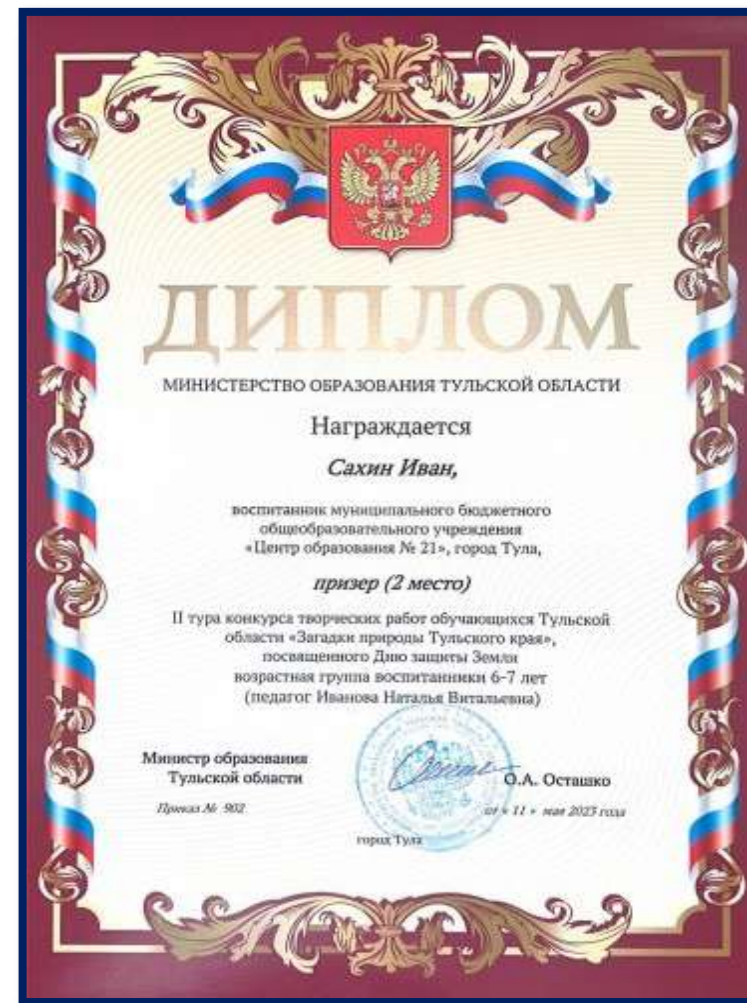 ДИПЛОМ
МИНИСТЕРСТВО ОБРАЗОВАНИЯ ТУЛЬСКОЙ ОБЛАСТИ
Награждается
Сахин Иван,
воспитанник муниципального бюджетного
общеобразовательного учреждения
«Центр образования № 21», город Тула,
призер (2 место)
II тура конкурса творческих работ обучающихся Тульской
области «Загадки природы Тульского края»,
посвященного Дню защиты Земли
возрастная группа воспитанники 6-7 лет
(педагог Иванова Наталья Витальевна)
Министр образования
Тульской области
О.А. Осташко
Приказ № 902
от « 11 » мая 2023 года
город Тула